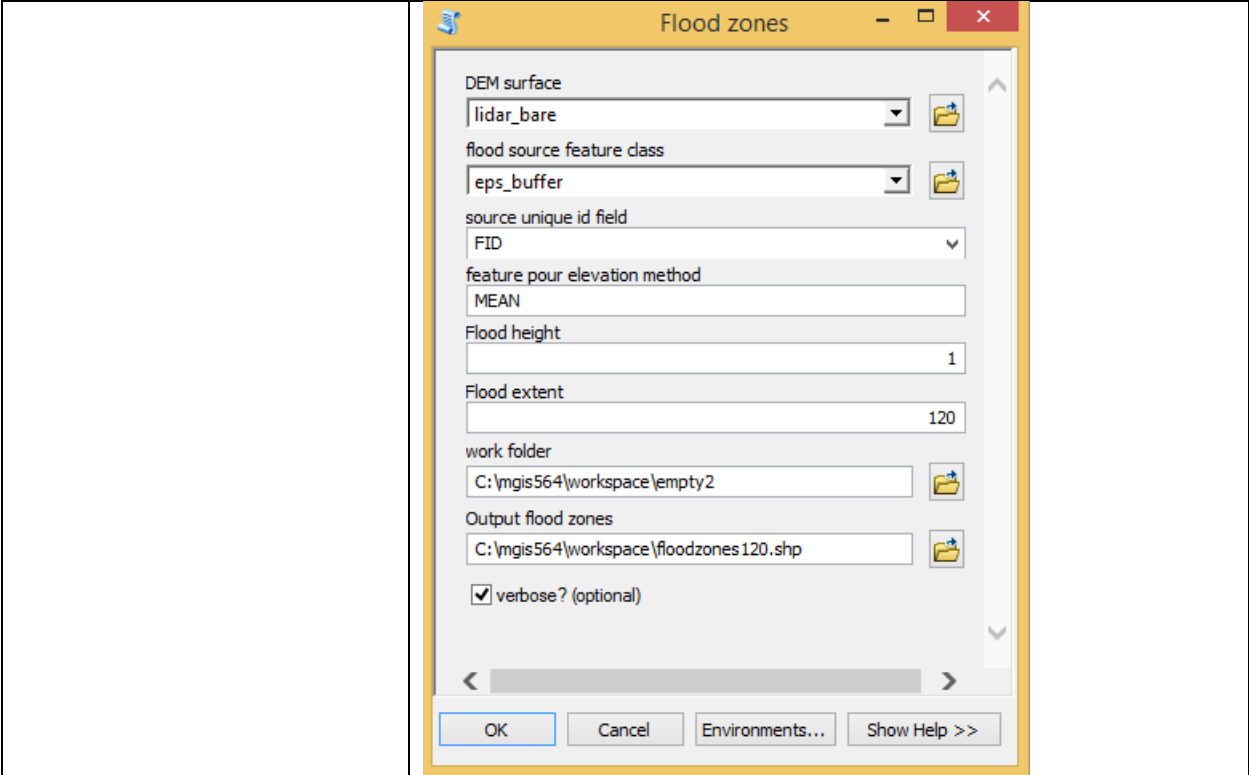 Flood zones
DEM surface
lidar_bare
flood source feature class
eps_buffer
source unique id field
FID
feature pour elevation method
MEAN
Flood height
1
Flood extent
120
work folder
C:\mgis564\workspace\empty2
Output flood zones
C:\mgis564\workspace\floodzones120.shp
verbose? (optional)
OK Cancel Environments... Show Help >>